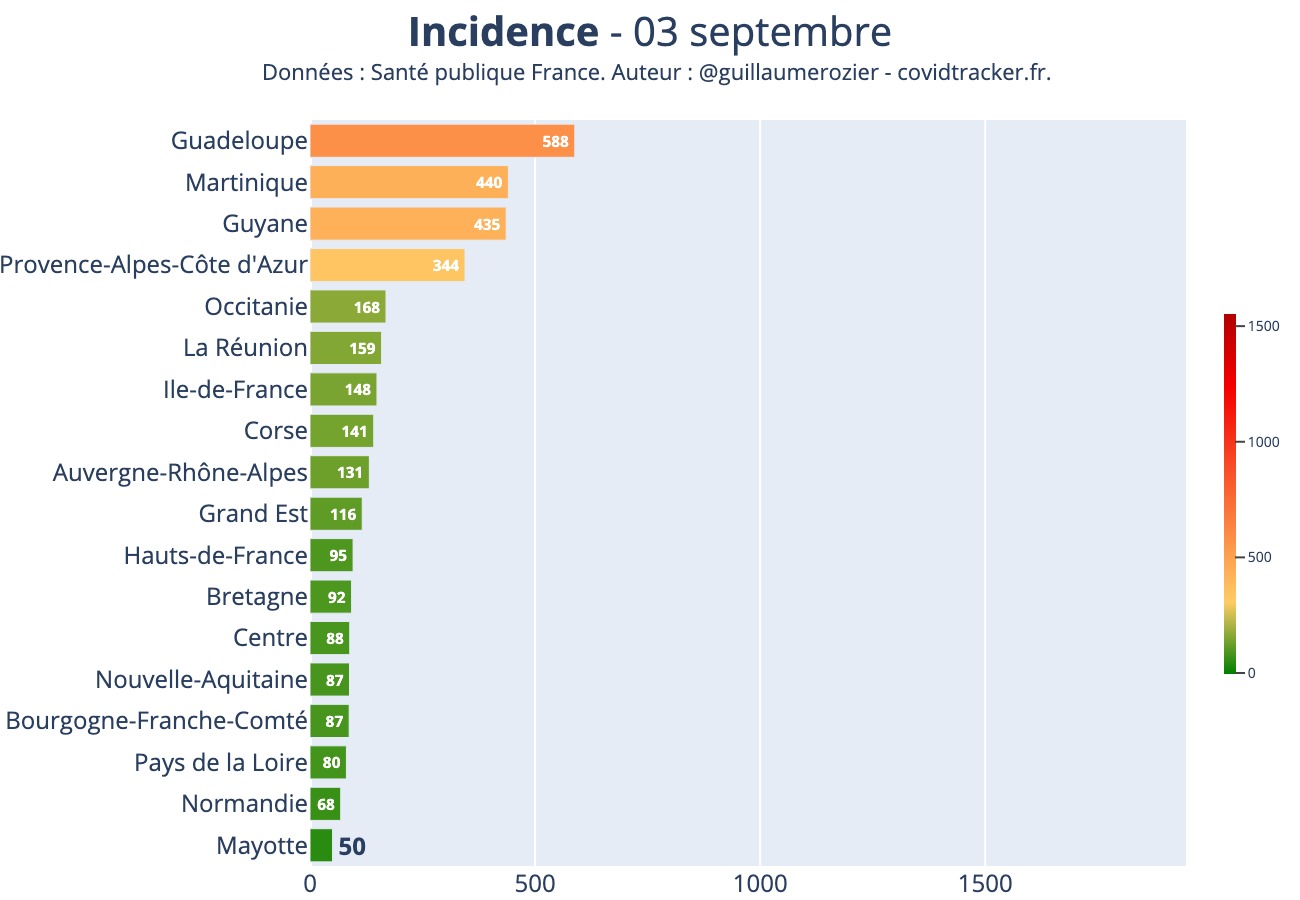 Incidence - 03 septembre
Données : Santé publique France. Auteur : @guillaumerozier - covidtracker.fr.
Guadeloupe 588
Martinique 440
Guyane 435
Provence-Alpes-Côte d'Azur 344
Occitanie 168
La Réunion 159
Ile-de-France 148
Corse 141
Auvergne-Rhône-Alpes 131
Grand Est 116
Hauts-de-France 95
Bretagne 92
Centre 88
Nouvelle-Aquitaine 87
Bourgogne-Franche-Comté 87
Pays de la Loire 80
Normandie 68
Mayotte 50
0 500 1000 1500
1500
1000
500
0